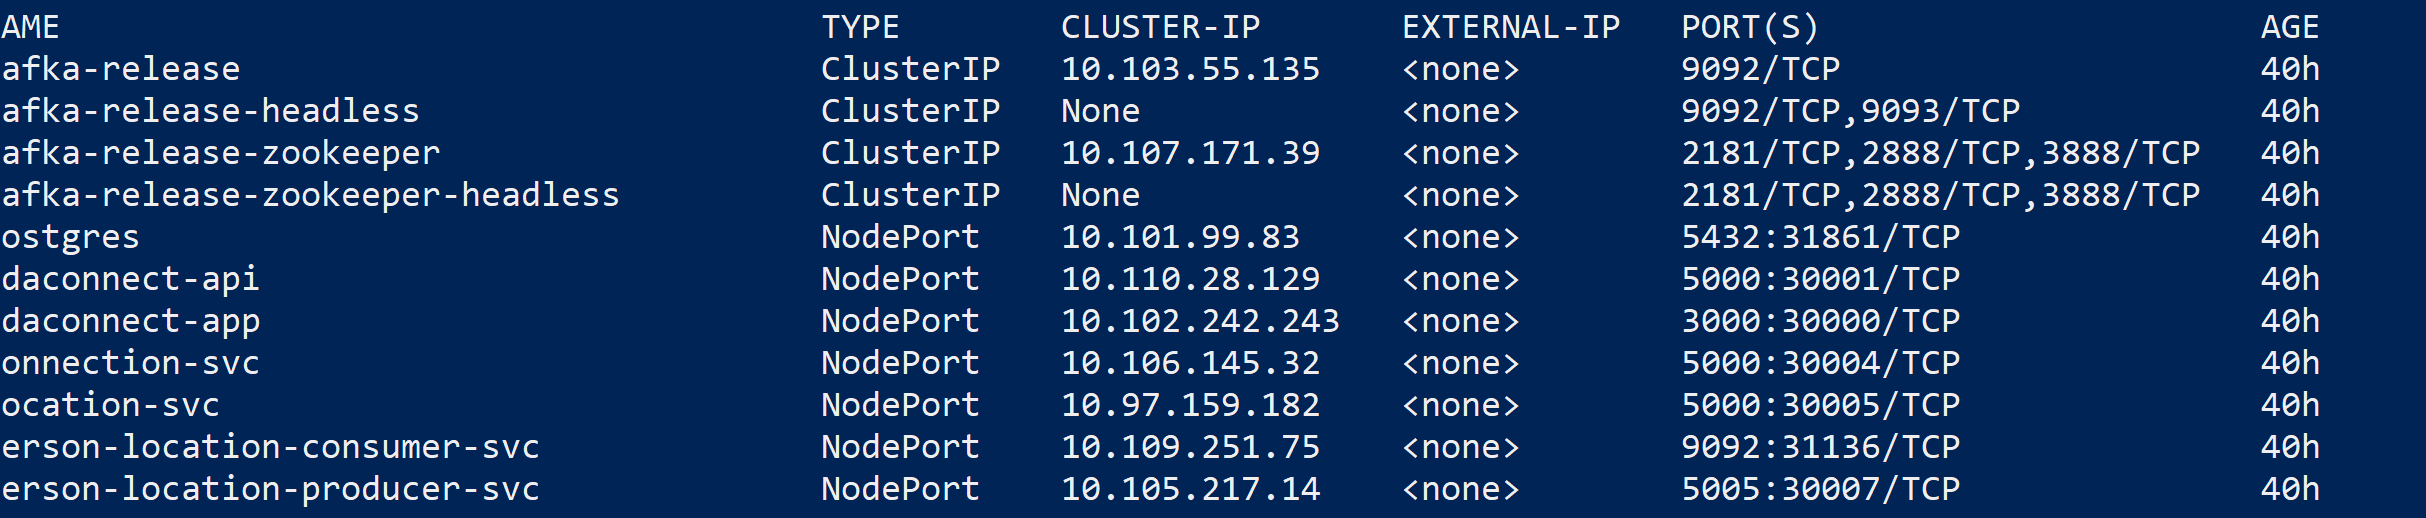 AME TYPE CLUSTER-IP EXTERNAL-IP PORT(S) AGE
afka-release ClusterIP 10.103.55.135 <none> 9092/TCP 40h
afka-release-headless ClusterIP None <none> 9092/TCP,9093/TCP 40h
afka-release-zookeeper ClusterIP 10.107.171.39 <none> 2181/TCP,2888/TCP,3888/TCP 40h
afka-release-zookeeper-headless ClusterIP None <none> 2181/TCP,2888/TCP,3888/TCP 40h
ostgres NodePort 10.101.99.83 <none> 5432:31861/TCP 40h
daconnect-api NodePort 10.110.28.129 <none> 5000:30001/TCP 40h
daconnect-app NodePort 10.102.242.243 <none> 3000:30000/TCP 40h
onnection-svc NodePort 10.106.145.32 <none> 5000:30004/TCP 40h
ocation-svc NodePort 10.97.159.182 <none> 5000:30005/TCP 40h
erson-location-consumer-svc NodePort 10.109.251.75 <none> 9092:31136/TCP 40h
erson-location-producer-svc NodePort 10.105.217.14 <none> 5005:30007/TCP 40h